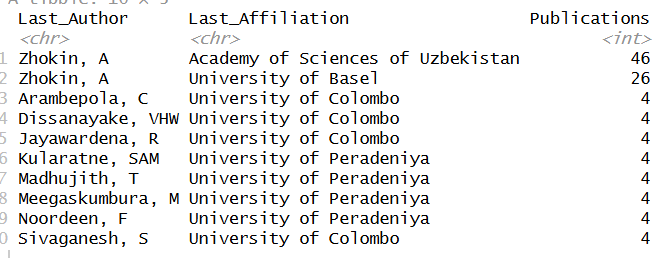 Last_Author Last_Affiliation Publications
<chr> <chr> <int>
1 Zhokin, A Academy of Sciences of Uzbekistan 46
2 Zhokin, A University of Basel 26
3 Arambepola, C University of Colombo 4
4 Dissanayake, VHW University of Colombo 4
5 Jayawardena, R University of Colombo 4
6 Kularatne, SAM University of Peradeniya 4
7 Madhujith, T University of Peradeniya 4
8 Meegaskumbura, M University of Peradeniya 4
9 Noordeen, F University of Peradeniya 4
0 Sivaganesh, S University of Colombo 4